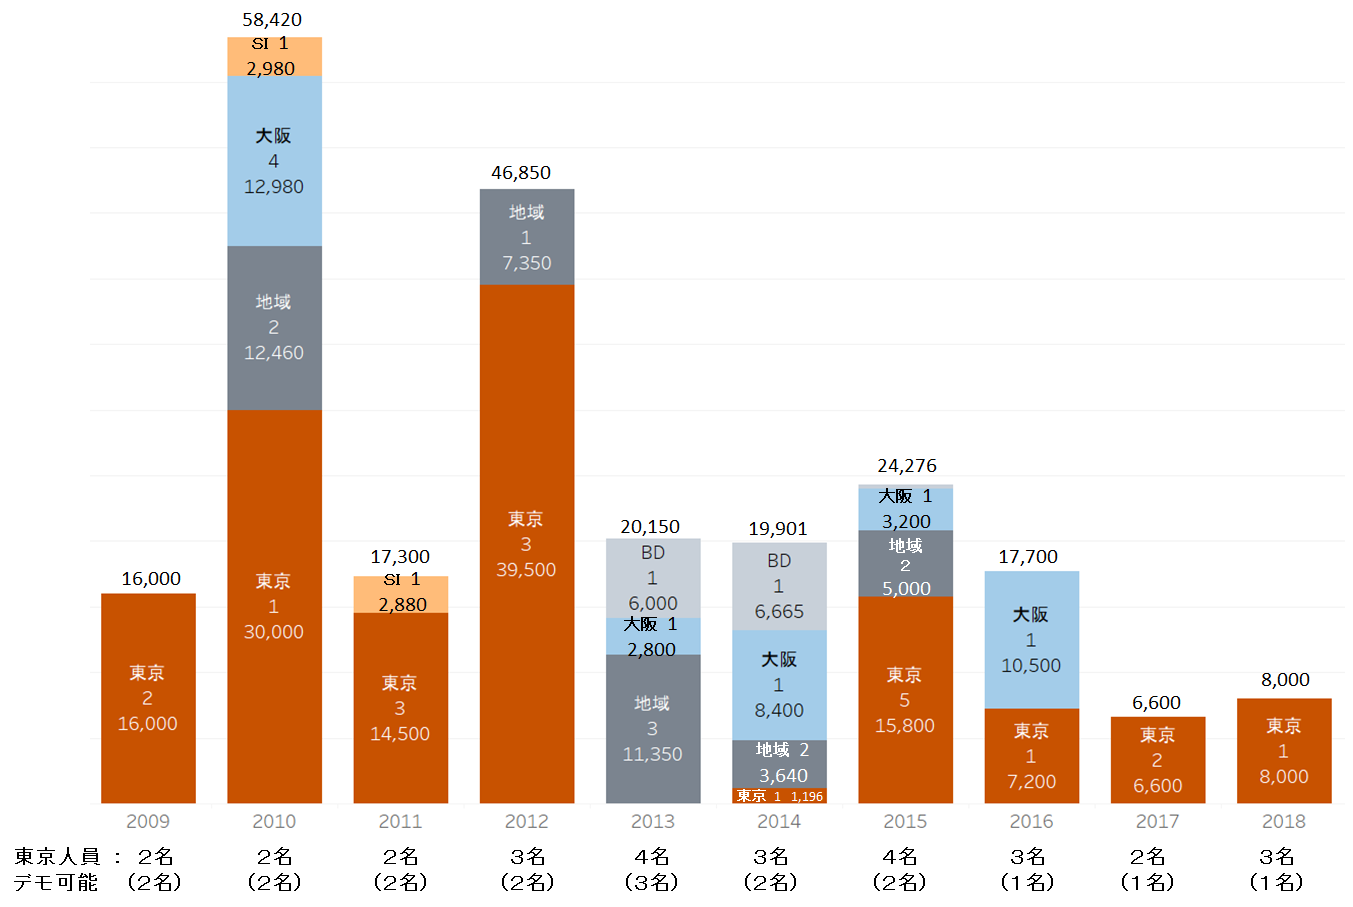 58,420
SI 1
2,980
大阪
4
12,980
地域
2
12,460
東京
1
30,000
16,000
東京
2
16,000
17,300
SI 1
2,880
東京
3
14,500
46,850
地域
1
7,350
東京
3
39,500
20,150
BD
1
6,000
大阪 1
2,800
地域
3
11,350
19,901
BD
1
6,665
大阪
1
8,400
地域 2
3,640
東京 1 1,196
24,276
大阪 1
3,200
地域
2
5,000
東京
5
15,800
17,700
大阪
1
10,500
東京
1
7,200
6,600
東京
2
6,600
8,000
東京
1
8,000
2009 2010 2011 2012 2013 2014 2015 2016 2017 2018
東京人員 : 2名 2名 2名 3名 4名 3名 4名 3名 2名 3名
デモ可能 (2名) (2名) (2名) (2名) (3名) (2名) (2名) (1名) (1名) (1名)